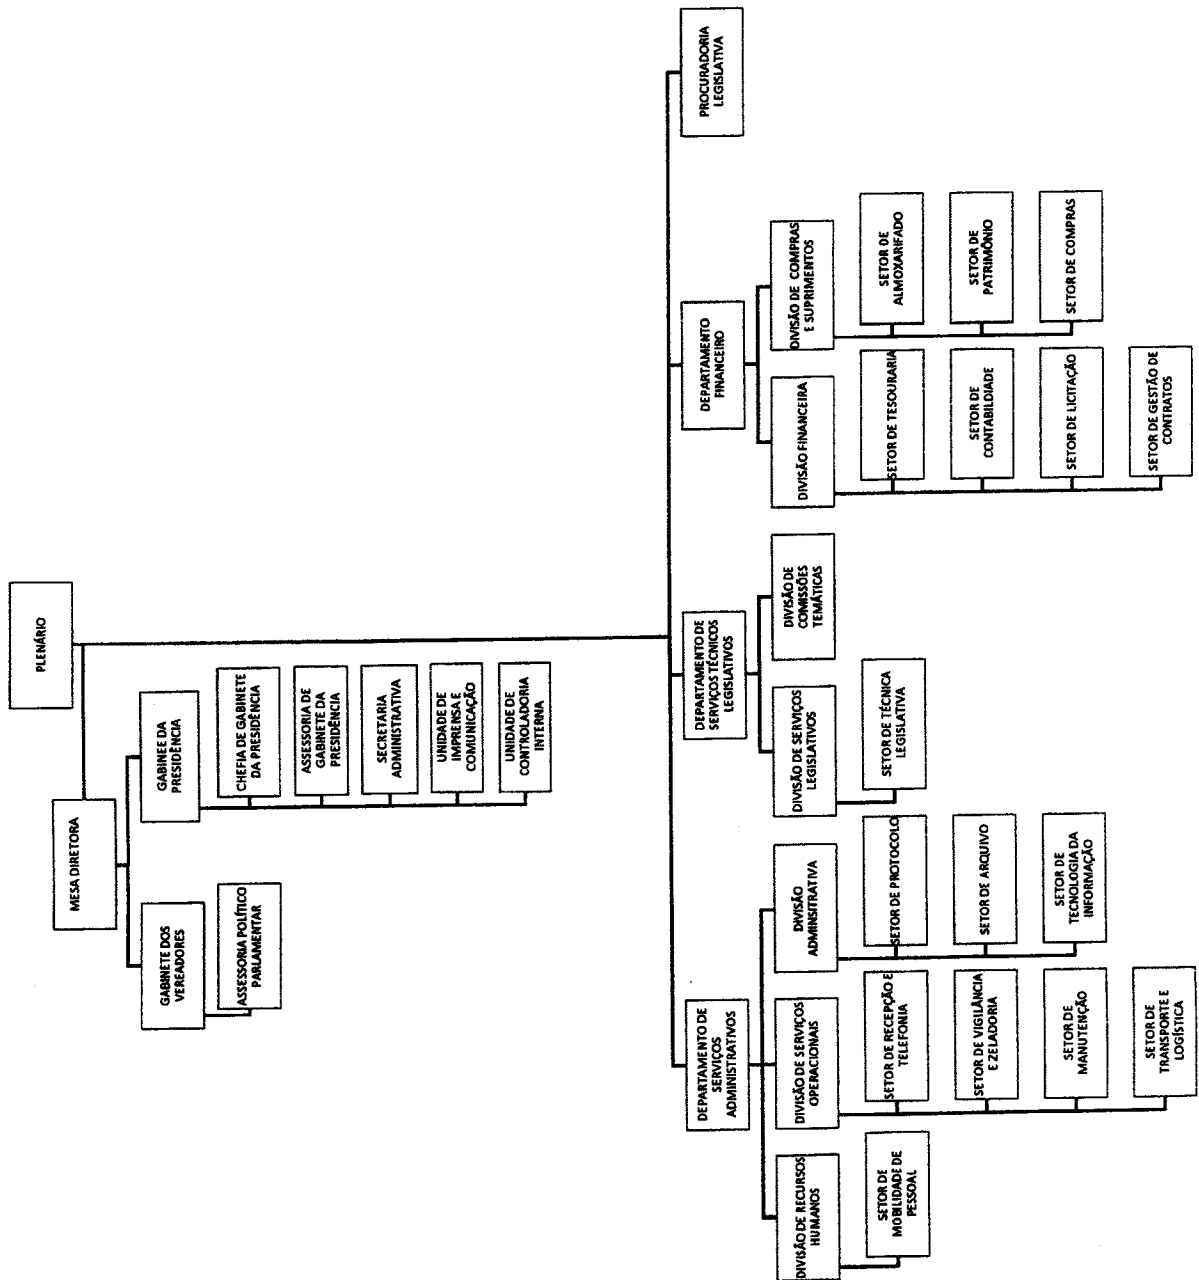 PLENÁRIO
MESA DIRETORA
GABINETE DOS
VEREADORES
ASSESSORIA POLÍTICO
PARLAMENTAR
GABINEE DA
PRESIDÊNCIA
CHEFIA DE GABINETE
DA PRESIDÊNCIA
ASSESSORIA DE
GABINETE DA
PRESIDÊNCIA
SECRETARIA
ADMINISTRATIVA
UNIDADE DE
IMPRENSA E
COMUNICAÇÃO
UNIDADE DE
CONTROLADORIA
INTERNA
DEPARTAMENTO DE
SERVIÇOS
ADMINISTRATIVOS
DIVISÃO DE RECURSOS
HUMANOS
SETOR DE
MOBILIDADE DE
PESSOAL
DIVISÃO DE SERVIÇOS
OPERACIONAIS
SETOR DE RECEPÇÃO E
TELEFONIA
SETOR DE VIGILÂNCIA
E ZELADORIA
SETOR DE
MANUTENÇÃO
SETOR DE
TRANSPORTE E
LOGÍSTICA
DIVISÃO
ADMINSITRATIVA
SETOR DE PROTOCOLO
SETOR DE ARQUIVO
SETOR DE
TECNOLOGIA DA
INFORMAÇÃO
DEPARTAMENTO DE
SERVIÇOS TÉCNICOS
LEGISLATIVOS
DIVISÃO DE SERVIÇOS
LEGISLATIVOS
SETOR DE TÉCNICA
LEGISLATIVA
DIVISÃO DE
COMISSÕES
TEMÁTICAS
DEPARTAMENTO
FINANCEIRO
DIVISÃO FINANCEIRA
SETOR DE TESOURARIA
SETOR DE
CONTABILDIADE
SETOR DE LICITAÇÃO
SETOR DE GESTÃO DE
CONTRATOS
DIVISÃO DE COMPRAS
E SUPRIMENTOS
SETOR DE
ALMOXARIFADO
SETOR DE
PATRIMÔNIO
SETOR DE COMPRAS
PROCURADORIA
LEGISLATIVA